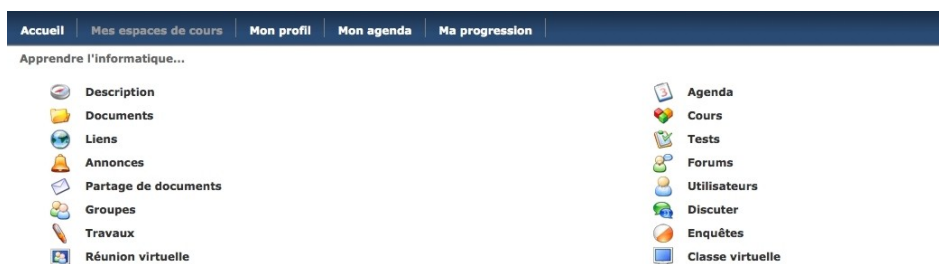 Accueil Mes espaces de cours Mon profil Mon agenda Ma progression
Apprendre l'informatique...
Description
Documents
Liens
Annonces
Partage de documents
Groupes
Travaux
Réunion virtuelle
3 Agenda
Cours
Tests
Forums
Utilisateurs
Discuter
Enquêtes
Classe virtuelle